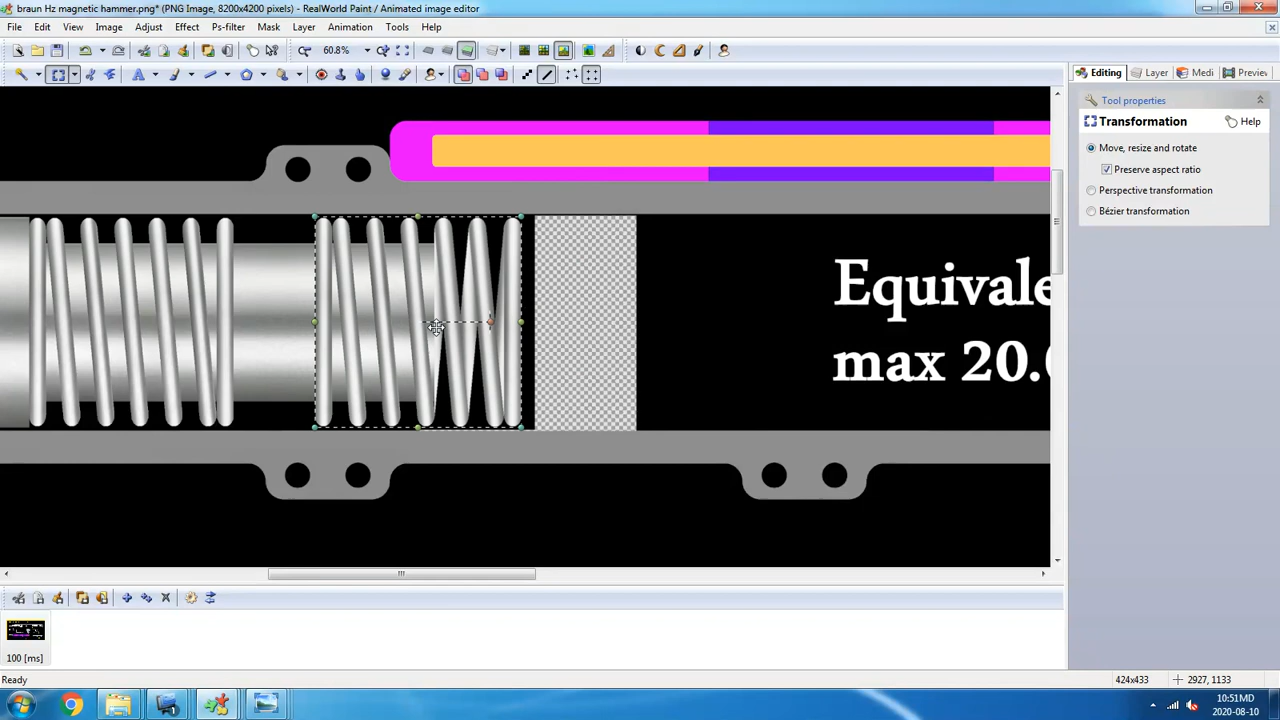 braun Hz magnetic hammer.png* (PNG Image, 8200x4200 pixels) - RealWorld Paint / Animated image editor
File Edit View Image Adjust Effect Ps-filter Mask Layer Animation Tools Help
60.8%
Editing Layer Medi Previe
Tool properties
Transformation Help
Move, resize and rotate
Preserve aspect ratio
Perspective transformation
Bézier transformation
Equivale
max 20.
100 [ms]
Ready 424x433 2927, 1133
10:51MD
2020-08-10